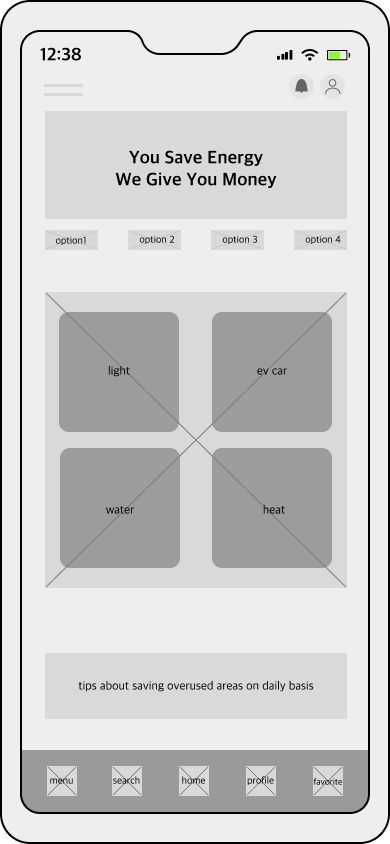 12:38
You Save Energy
We Give You Money
option1
option 2
option 3
option 4
light
ev car
water
heat
tips about saving overused areas on daily basis
menu
search
home
profile
favorite